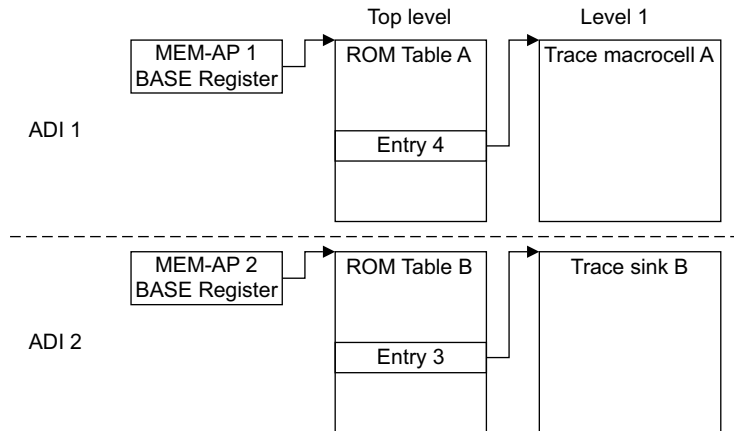 Top level
Level 1
MEM-AP 1
BASE Register
ROM Table A
Trace macrocell A
ADI 1
Entry 4
MEM-AP 2
BASE Register
ROM Table B
Trace sink B
ADI 2
Entry 3